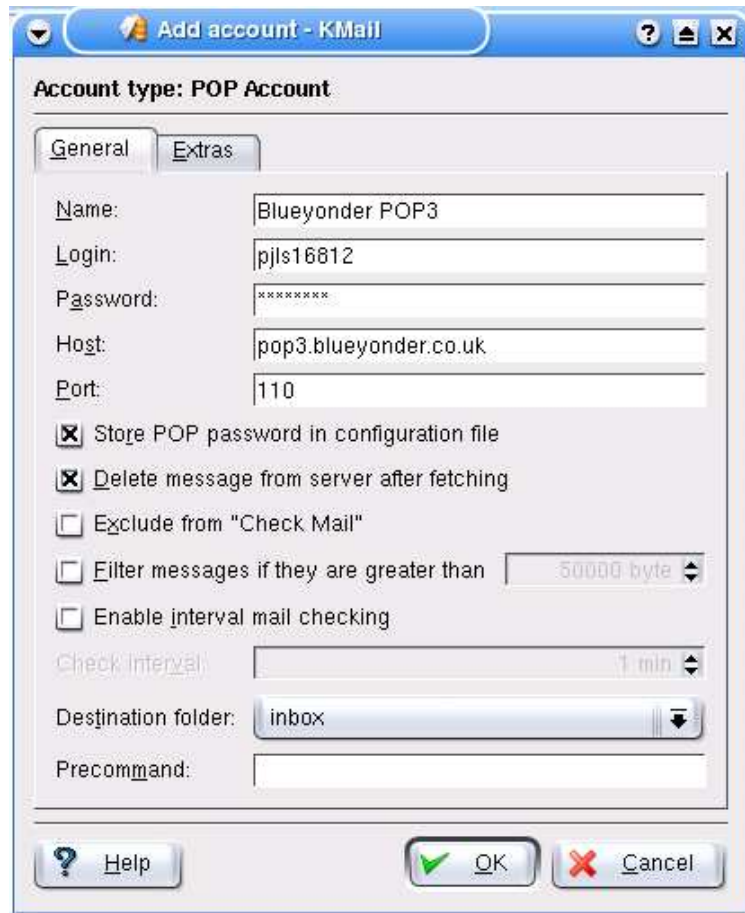 Add account - KMail
Account type: POP Account
General Extras
Name: Blueyonder POP3
Login: pjls16812
Password: ********
Host: pop3.blueyonder.co.uk
Port: 110
Store POP password in configuration file
Delete message from server after fetching
Exclude from "Check Mail"
Filter messages if they are greater than 50000 byte
Enable interval mail checking
Check interval: 1 min
Destination folder: inbox
Precommand:
Help OK Cancel